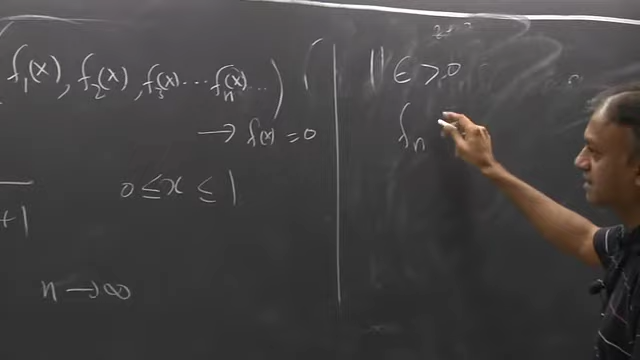 f₁(x), f₂(x), f₃(x) ... fₙ(x) ... )
→ f(x) = 0
0 ≤ x ≤ 1
+1
n → ∞
ε > 0
fₙ